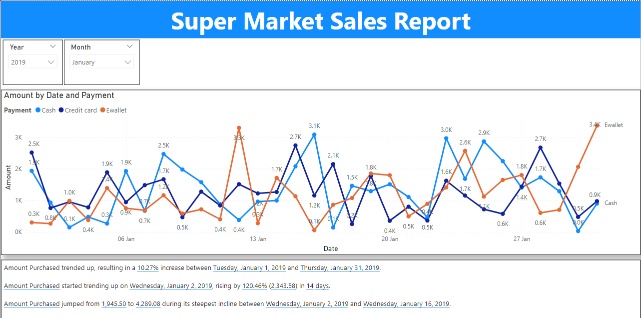 Super Market Sales Report
Year
Month
2019
January
Amount by Date and Payment
Payment Cash Credit card Ewallet
3K
2K
1K
0K
Amount
2.5K
0.3K
0.8K
1.0K
0.1K
0.4K
1.9K
1.4K
0.3K
1.9K
0.9K
0.7K
2.5K
1.7K
1.2K
0.5K
0.4K
0.3K
1.7K
2.7K
3.1K
1.2K
0.1K
2.1K
1.5K
1.8K
0.4K
0.5K
3.0K
1.6K
2.6K
1.7K
2.9K
1.1K
0.6K
1.8K
1.4K
2.7K
1.7K
0.6K
0.5K
0.9K
Ewallet
Cash
06 Jan
13 Jan
20 Jan
27 Jan
Date
Amount Purchased trended up, resulting in a 10.27% increase between Tuesday, January 1, 2019 and Thursday, January 31, 2019.
Amount Purchased started trending up on Wednesday, January 2, 2019, rising by 120.46% (2,343.58) in 14 days.
Amount Purchased jumped from 1,945.50 to 4,289.08 during its steepest incline between Wednesday, January 2, 2019 and Wednesday, January 16, 2019.